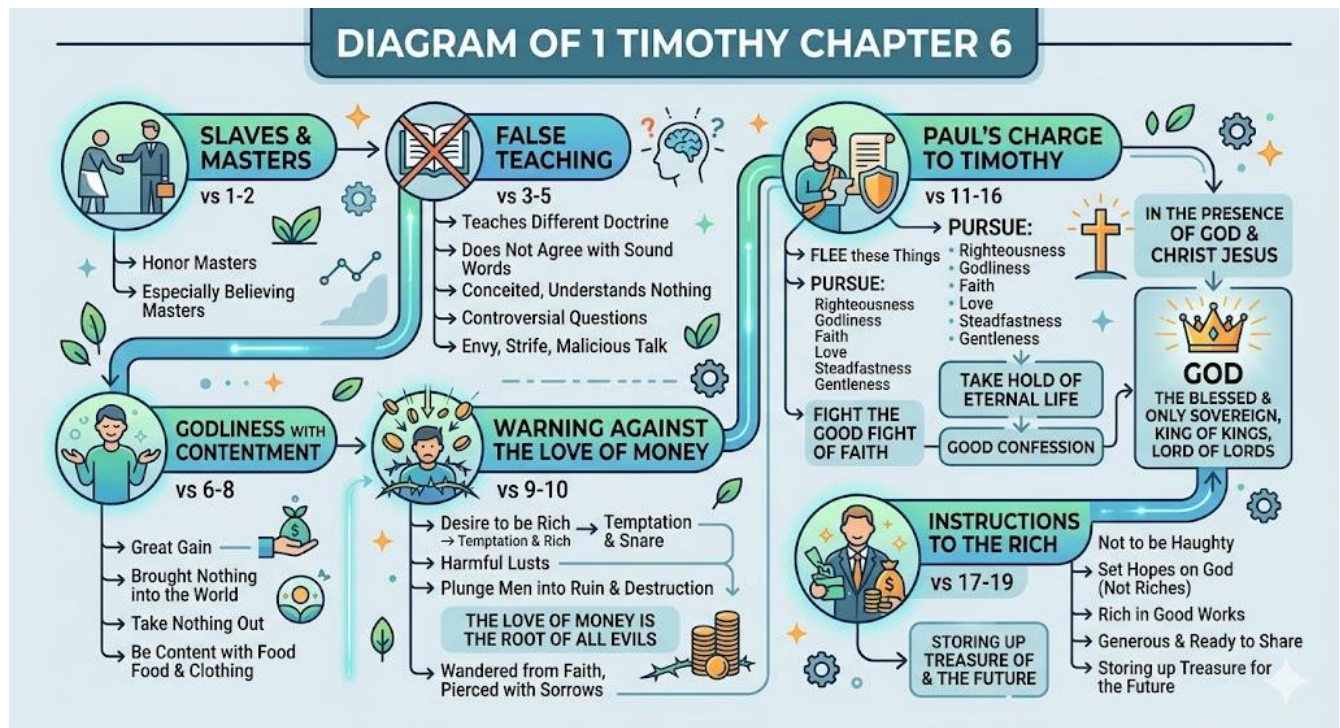 DIAGRAM OF 1 TIMOTHY CHAPTER 6
SLAVES &
MASTERS
vs 1-2
Honor Masters
Especially Believing
Masters
FALSE
TEACHING
vs 3-5
Teaches Different Doctrine
Does Not Agree with Sound
Words
Conceited, Understands Nothing
Controversial Questions
Envy, Strife, Malicious Talk
? ?
GODLINESS WITH
CONTENTMENT
vs 6-8
Great Gain
$
Brought Nothing
into the World
Take Nothing Out
Be Content with Food
Food & Clothing
WARNING AGAINST
THE LOVE OF MONEY
vs 9-10
Desire to be Rich → Temptation
→ Temptation & Rich & Snare
Harmful Lusts
Plunge Men into Ruin & Destruction
THE LOVE OF MONEY IS
THE ROOT OF ALL EVILS
Wandered from Faith,
Pierced with Sorrows
PAUL'S CHARGE
TO TIMOTHY
vs 11-16
FLEE these Things
PURSUE:
Righteousness
Godliness
Faith
Love
Steadfastness
Gentleness
FIGHT THE
GOOD FIGHT
OF FAITH
PURSUE:
• Righteousness
• Godliness
• Faith
• Love
• Steadfastness
• Gentleness
TAKE HOLD OF
ETERNAL LIFE
GOOD CONFESSION
IN THE PRESENCE
OF GOD &
CHRIST JESUS
GOD
THE BLESSED &
ONLY SOVEREIGN,
KING OF KINGS,
LORD OF LORDS
INSTRUCTIONS
TO THE RICH
vs 17-19
$
STORING UP
TREASURE OF
& THE FUTURE
Not to be Haughty
Set Hopes on God
(Not Riches)
Rich in Good Works
Generous & Ready to Share
Storing up Treasure for
the Future